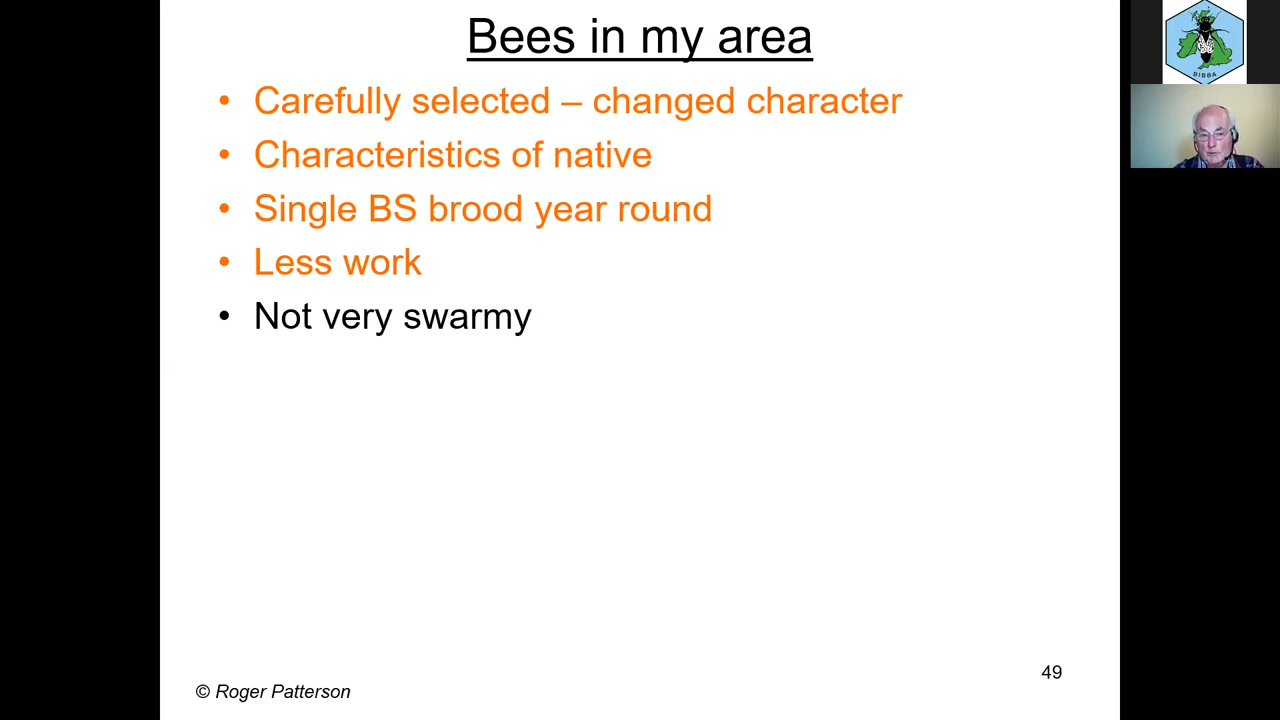 Bees in my area
• Carefully selected – changed character
• Characteristics of native
• Single BS brood year round
• Less work
• Not very swarmy
49
© Roger Patterson
BIBBA